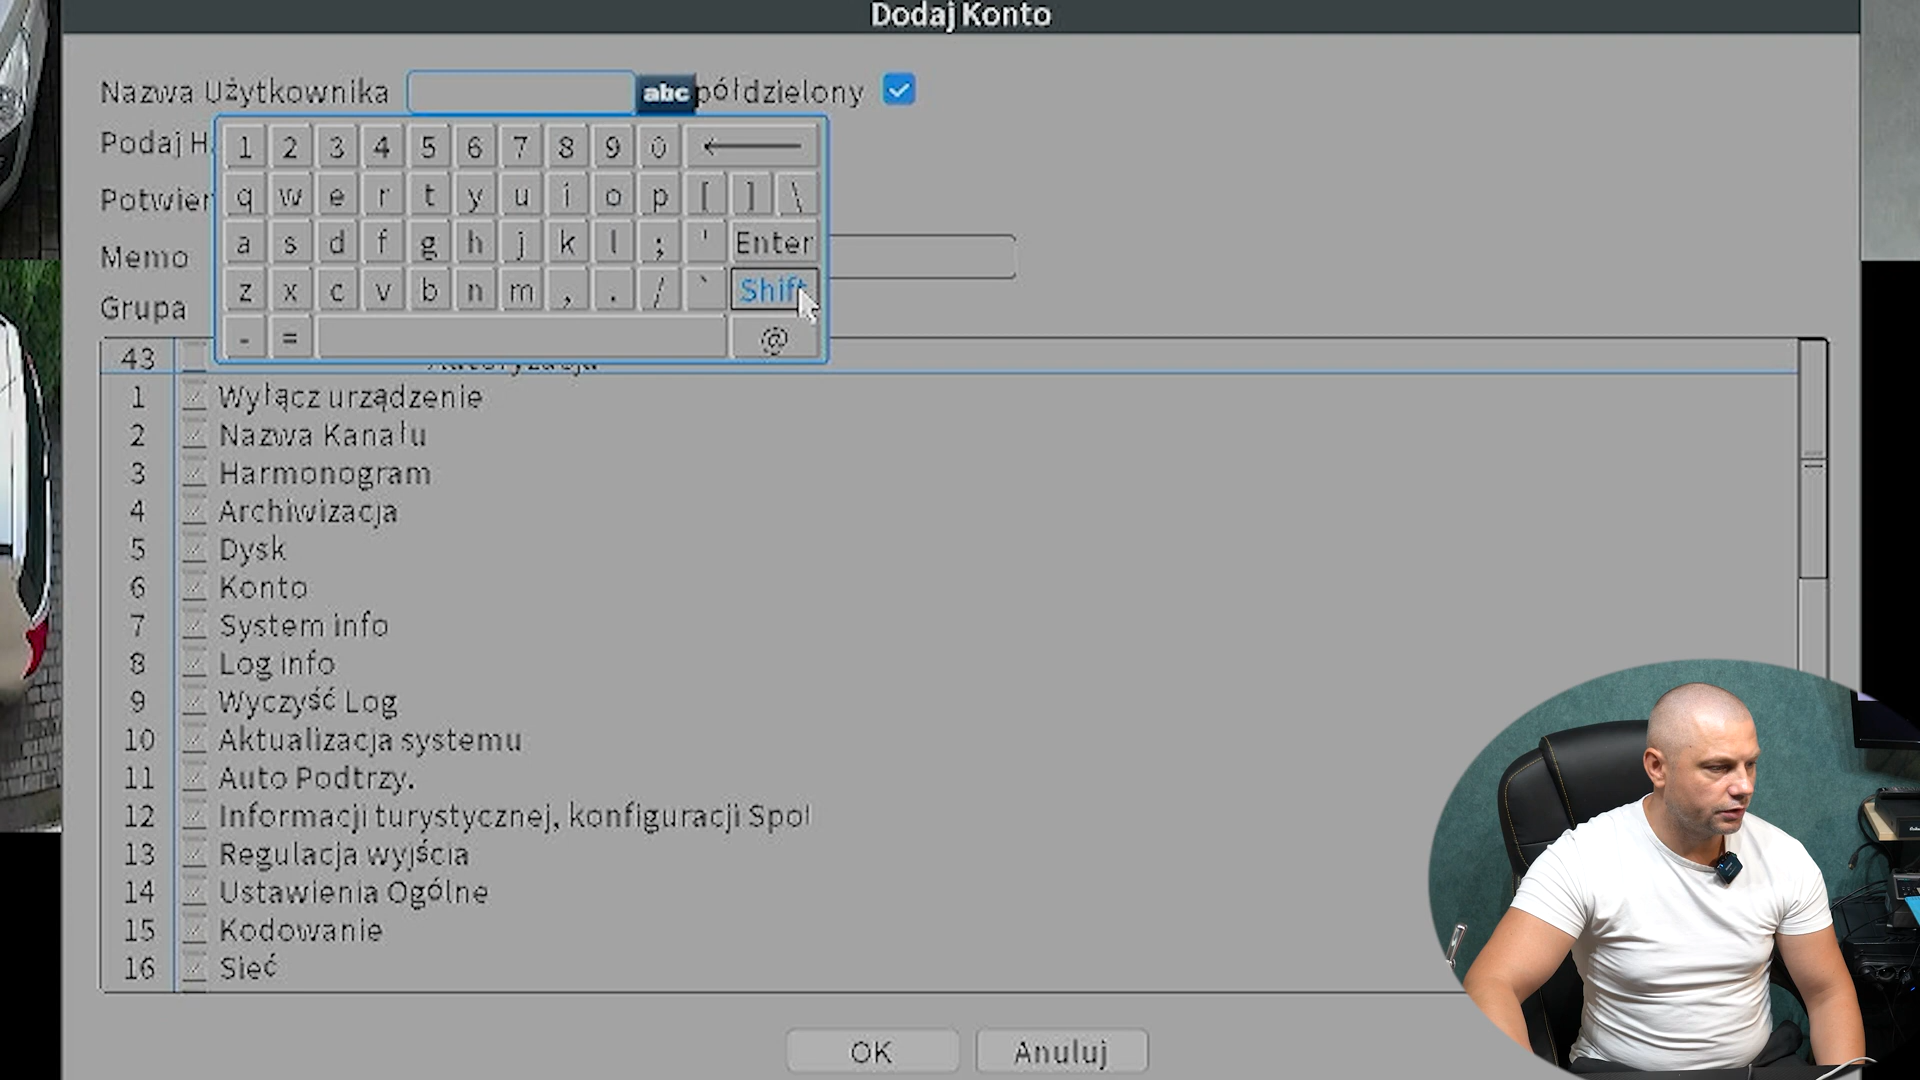 Dodaj Konto
Nazwa Użytkownika abc półdzielony
Podaj H
1 2 3 4 5 6 7 8 9 0
Potwier
q w e r t y u i o p [ ] \
a s d f g h j k l ; ' Enter
Memo
z x c v b n m , . / ` Shift
Grupa
- = @
43 Autoryzacja
1 Wyłącz urządzenie
2 Nazwa Kanału
3 Harmonogram
4 Archiwizacja
5 Dysk
6 Konto
7 System info
8 Log info
9 Wyczyść Log
10 Aktualizacja systemu
11 Auto Podtrzy.
12 Informacji turystycznej, konfiguracji Społ
13 Regulacja wyjścia
14 Ustawienia Ogólne
15 Kodowanie
16 Sieć
OK Anuluj